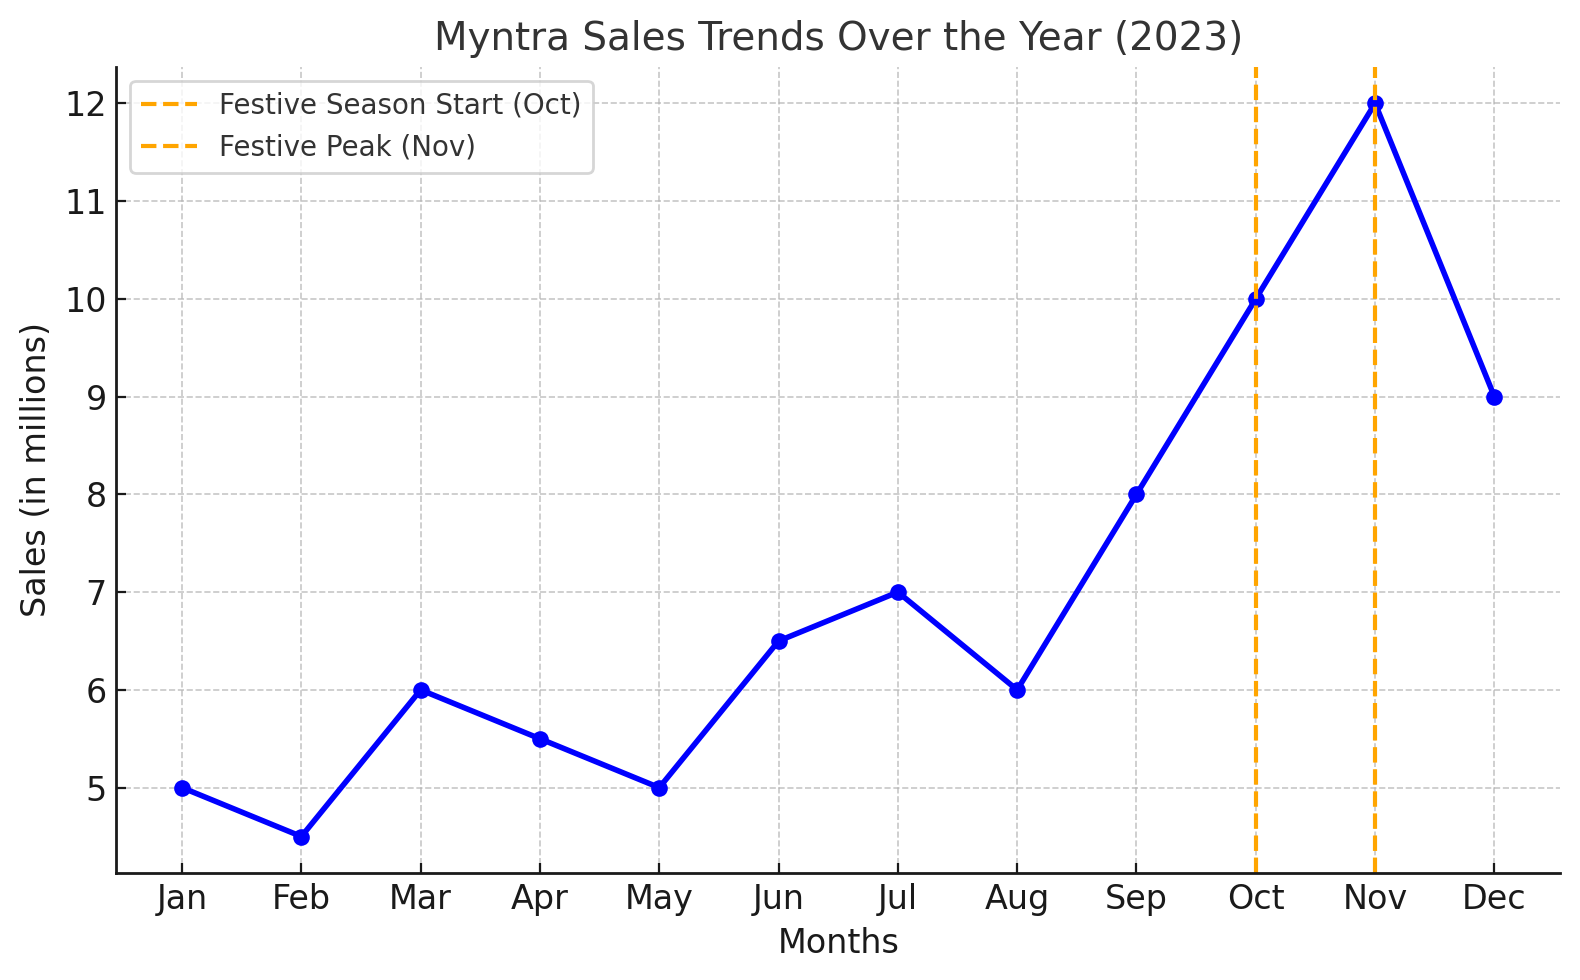 Myntra Sales Trends Over the Year (2023)
Festive Season Start (Oct)
Festive Peak (Nov)
12
11
10
9
8
7
6
5
Sales (in millions)
Jan Feb Mar Apr May Jun Jul Aug Sep Oct Nov Dec
Months